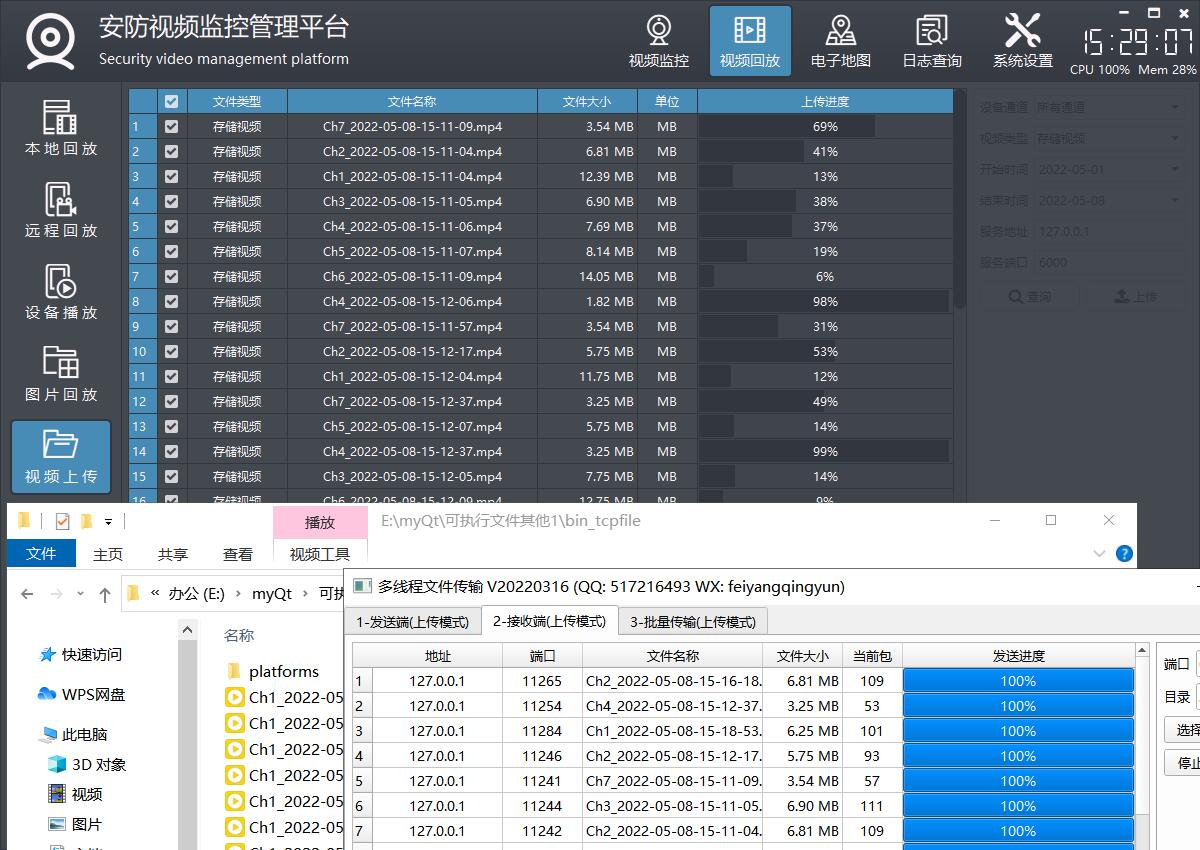 安防视频监控管理平台
Security video management platform
视频监控
视频回放
电子地图
日志查询
系统设置
15:29:07
CPU 100% Mem 28%
本地回放
远程回放
设备播放
图片回放
视频上传
文件类型 文件名称 文件大小 单位 上传进度
1 存储视频 Ch7_2022-05-08-15-11-09.mp4 3.54 MB MB 69%
2 存储视频 Ch2_2022-05-08-15-11-04.mp4 6.81 MB MB 41%
3 存储视频 Ch1_2022-05-08-15-11-04.mp4 12.39 MB MB 13%
4 存储视频 Ch3_2022-05-08-15-11-05.mp4 6.90 MB MB 38%
5 存储视频 Ch4_2022-05-08-15-11-06.mp4 7.69 MB MB 37%
6 存储视频 Ch5_2022-05-08-15-11-07.mp4 8.14 MB MB 19%
7 存储视频 Ch6_2022-05-08-15-11-09.mp4 14.05 MB MB 6%
8 存储视频 Ch4_2022-05-08-15-12-06.mp4 1.82 MB MB 98%
9 存储视频 Ch7_2022-05-08-15-11-57.mp4 3.54 MB MB 31%
10 存储视频 Ch2_2022-05-08-15-12-17.mp4 5.75 MB MB 53%
11 存储视频 Ch1_2022-05-08-15-12-04.mp4 11.75 MB MB 12%
12 存储视频 Ch7_2022-05-08-15-12-37.mp4 3.25 MB MB 49%
13 存储视频 Ch5_2022-05-08-15-12-07.mp4 5.75 MB MB 14%
14 存储视频 Ch4_2022-05-08-15-12-37.mp4 3.25 MB MB 99%
15 存储视频 Ch3_2022-05-08-15-12-05.mp4 7.75 MB MB 14%
16 存储视频 Ch6_2022-05-08-15-12-09.mp4 12.75 MB MB 9%
设备通道 所有通道
视频类型 存储视频
开始时间 2022-05-01
结束时间 2022-05-08
服务地址 127.0.0.1
服务端口 6000
查询 上传
播放 E:\myQt\可执行文件其他1\bin_tcpfile
文件 主页 共享 查看 视频工具
« 办公 (E:) › myQt › 可执
快速访问
WPS网盘
此电脑
3D 对象
视频
图片
名称
platforms
Ch1_2022-05
Ch1_2022-05
Ch1_2022-05
Ch1_2022-05
Ch1_2022-05
Ch1_2022-05
多线程文件传输 V20220316 (QQ: 517216493 WX: feiyangqingyun)
1-发送端(上传模式) 2-接收端(上传模式) 3-批量传输(上传模式)
地址 端口 文件名称 文件大小 当前包 发送进度
1 127.0.0.1 11265 Ch2_2022-05-08-15-16-18. 6.81 MB 109 100%
2 127.0.0.1 11254 Ch4_2022-05-08-15-12-37. 3.25 MB 53 100%
3 127.0.0.1 11284 Ch1_2022-05-08-15-18-53. 6.25 MB 101 100%
4 127.0.0.1 11246 Ch2_2022-05-08-15-12-17. 5.75 MB 93 100%
5 127.0.0.1 11241 Ch7_2022-05-08-15-11-09. 3.54 MB 57 100%
6 127.0.0.1 11244 Ch3_2022-05-08-15-11-05. 6.90 MB 111 100%
7 127.0.0.1 11242 Ch2_2022-05-08-15-11-04. 6.81 MB 109 100%
端口
目录
选择
停止